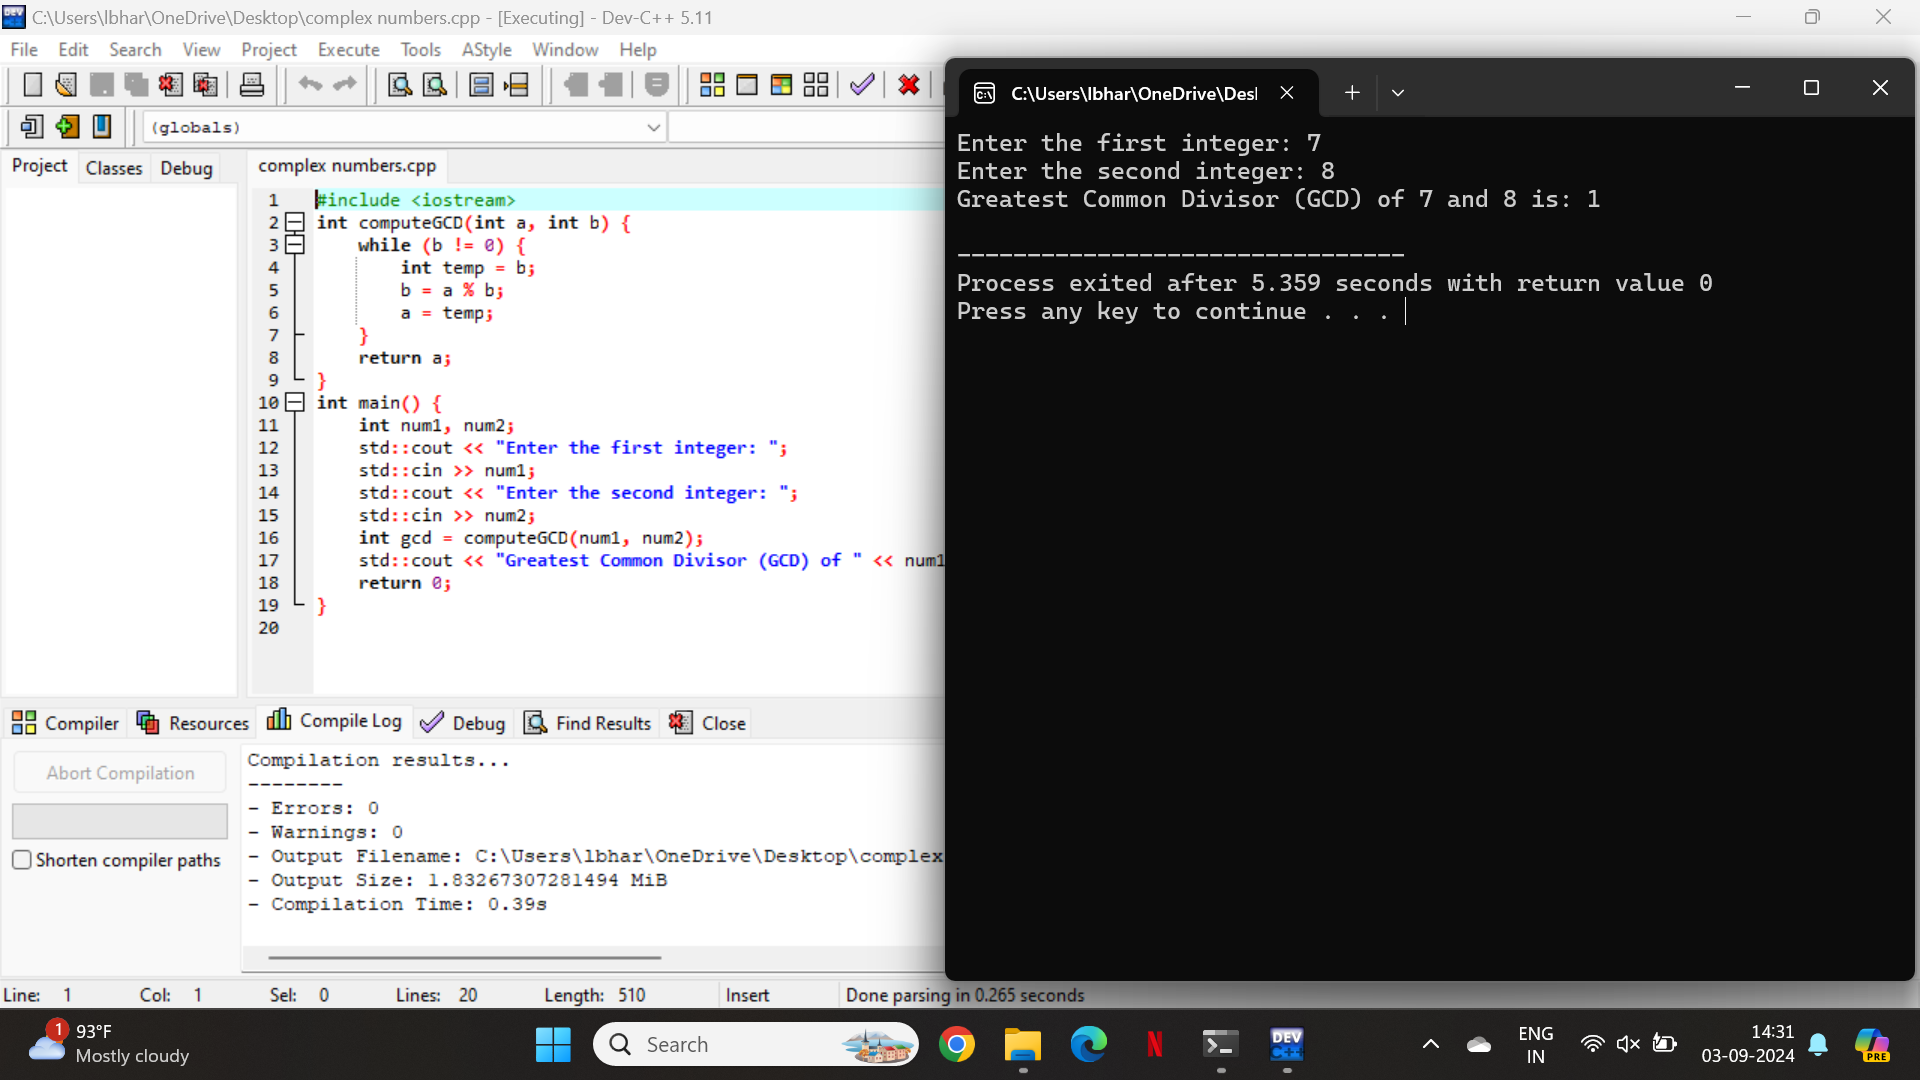 C:\Users\lbhar\OneDrive\Desktop\complex numbers.cpp - [Executing] - Dev-C++ 5.11
File Edit Search View Project Execute Tools AStyle Window Help
(globals)
Project Classes Debug
complex numbers.cpp
1 #include <iostream>
2 int computeGCD(int a, int b) {
3 while (b != 0) {
4 int temp = b;
5 b = a % b;
6 a = temp;
7 }
8 return a;
9 }
10 int main() {
11 int num1, num2;
12 std::cout << "Enter the first integer: ";
13 std::cin >> num1;
14 std::cout << "Enter the second integer: ";
15 std::cin >> num2;
16 int gcd = computeGCD(num1, num2);
17 std::cout << "Greatest Common Divisor (GCD) of " << num1
18 return 0;
19 }
20
C:\Users\lbhar\OneDrive\Des
Enter the first integer: 7
Enter the second integer: 8
Greatest Common Divisor (GCD) of 7 and 8 is: 1
--------------------------------
Process exited after 5.359 seconds with return value 0
Press any key to continue . . .
Compiler Resources Compile Log Debug Find Results Close
Abort Compilation
Shorten compiler paths
Compilation results...
--------
- Errors: 0
- Warnings: 0
- Output Filename: C:\Users\lbhar\OneDrive\Desktop\complex
- Output Size: 1.83267307281494 MiB
- Compilation Time: 0.39s
Line: 1 Col: 1 Sel: 0 Lines: 20 Length: 510 Insert Done parsing in 0.265 seconds
1
93°F
Mostly cloudy
Search
DEV
C++
ENG
IN
14:31
03-09-2024
PRE